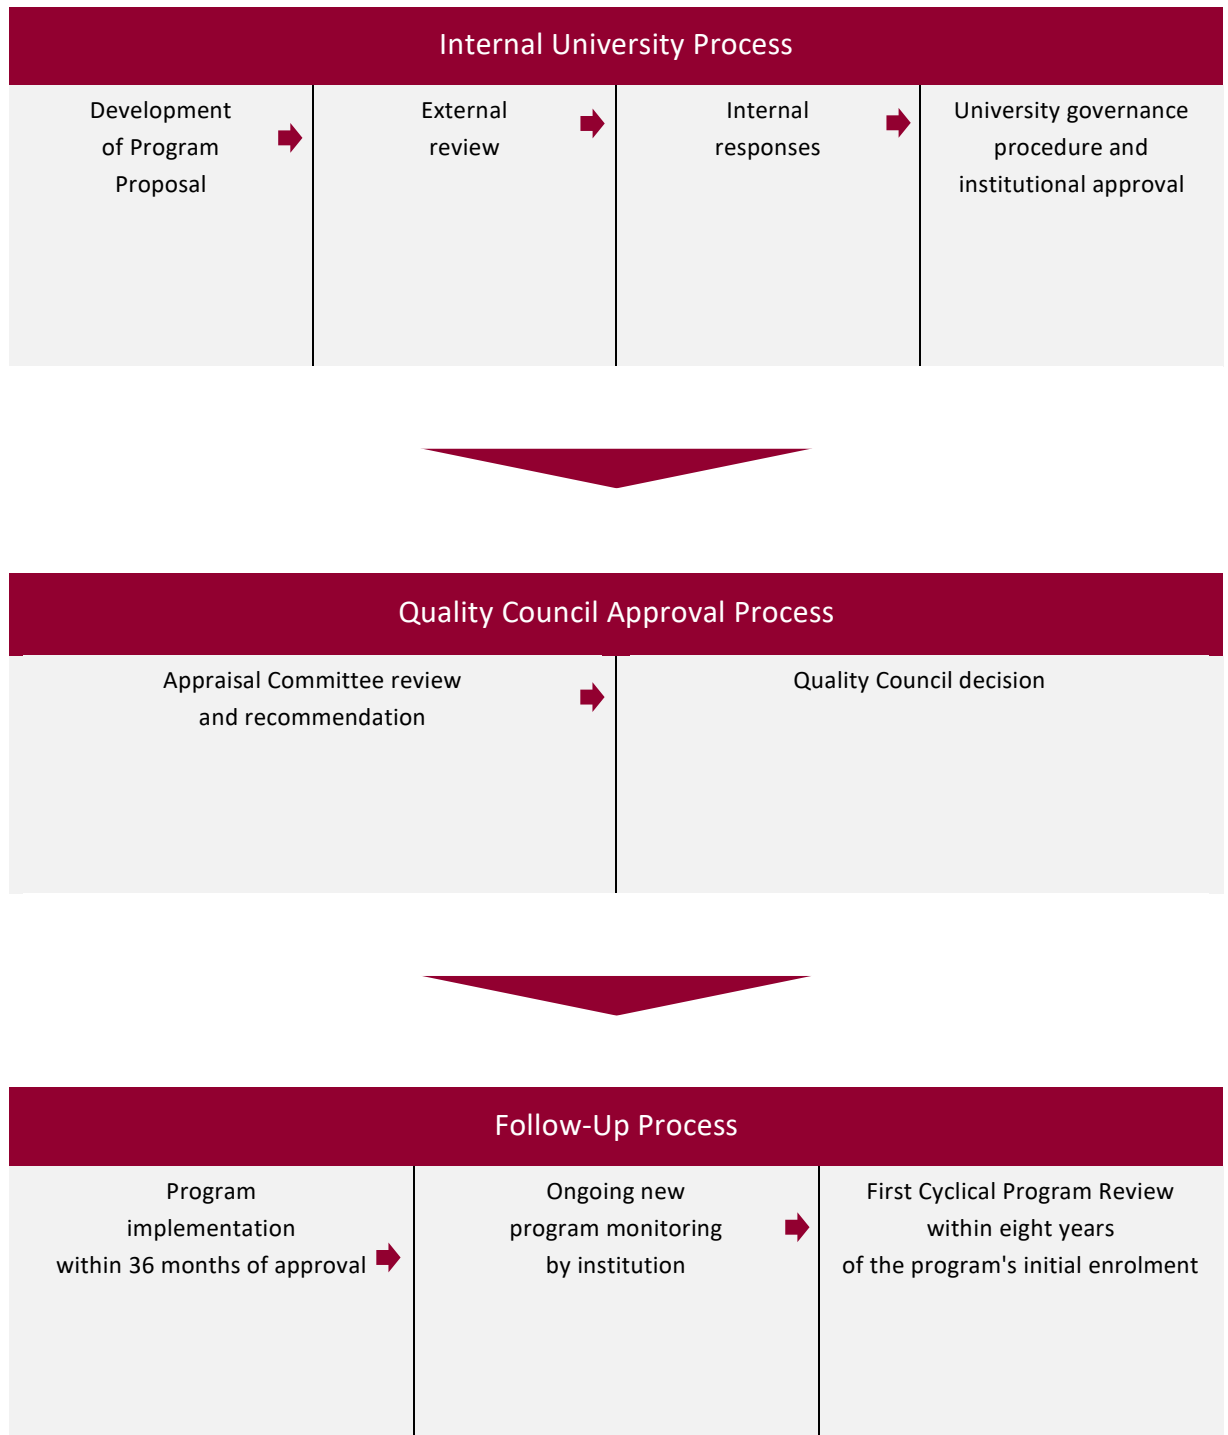 Internal University Process
Development
of Program
Proposal
External
review
Internal
responses
University governance
procedure and
institutional approval
Quality Council Approval Process
Appraisal Committee review
and recommendation
Quality Council decision
Follow-Up Process
Program
implementation
within 36 months of approval
Ongoing new
program monitoring
by institution
First Cyclical Program Review
within eight years
of the program's initial enrolment